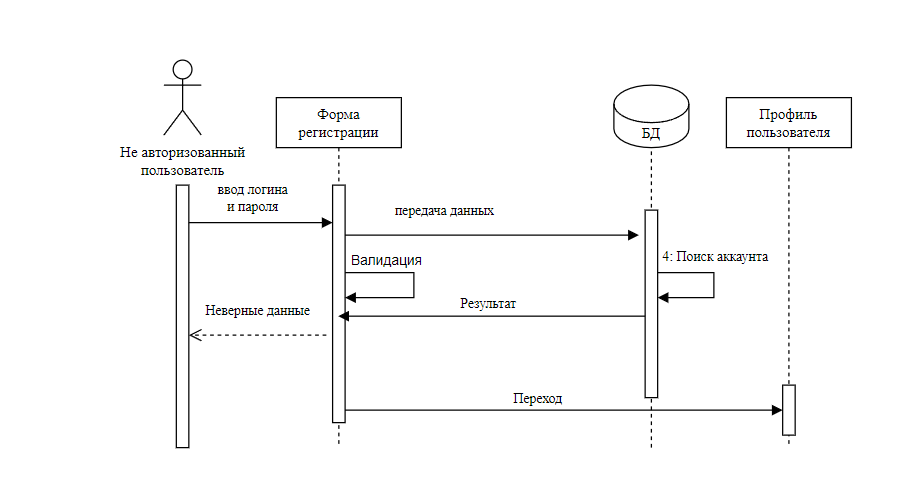 Форма
регистрации
БД
Профиль
пользователя
Не авторизованный
пользователь
ввод логина
и пароля
передача данных
Валидация
4: Поиск аккаунта
Неверные данные
Результат
Переход